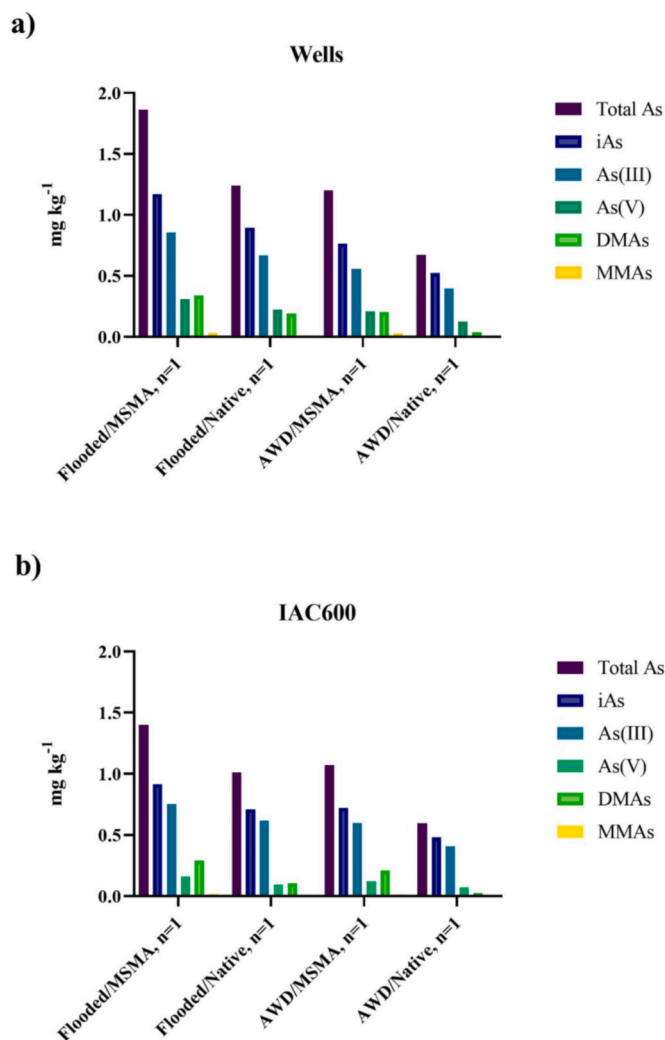 a)
Wells
2.0
1.5
1.0
0.5
0.0
mg kg-1
Flooded/MSMA, n=1
Flooded/Native, n=1
AWD/MSMA, n=1
AWD/Native, n=1
Total As
iAs
As(III)
As(V)
DMAs
MMAs
b)
IAC600
2.0
1.5
1.0
0.5
0.0
mg kg-1
Flooded/MSMA, n=1
Flooded/Native, n=1
AWD/MSMA, n=1
AWD/Native, n=1
Total As
iAs
As(III)
As(V)
DMAs
MMAs